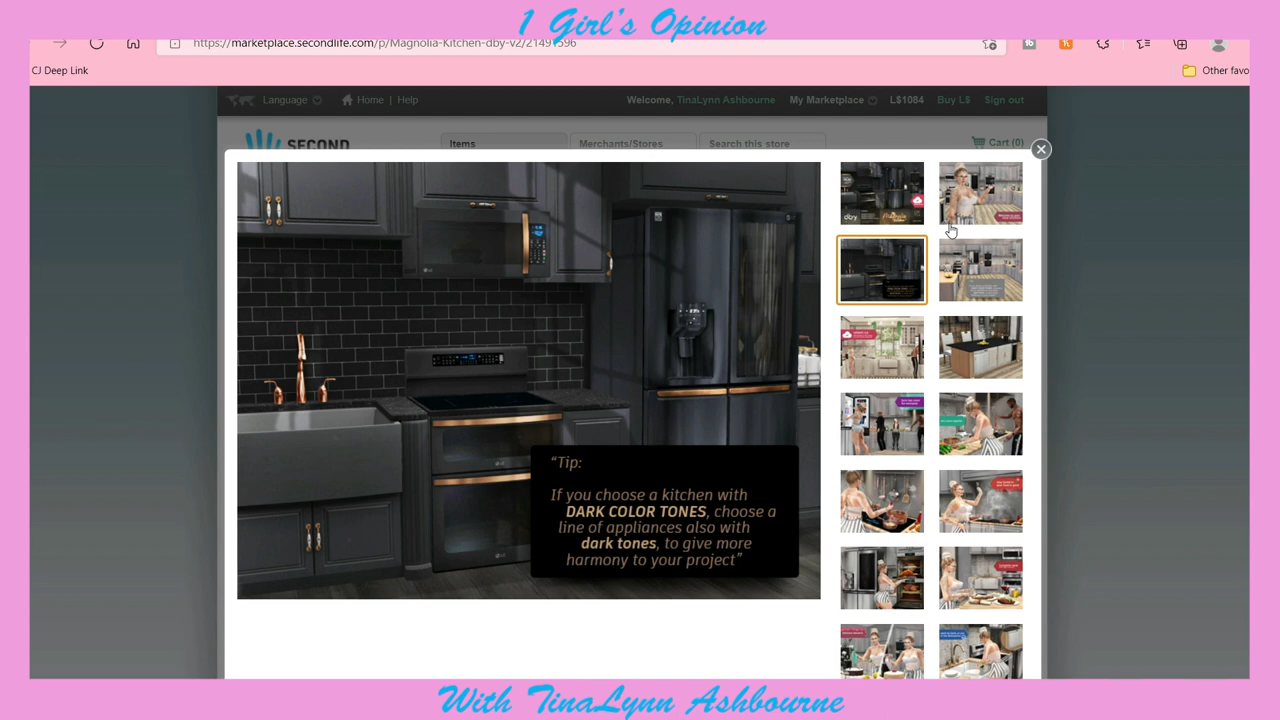 1 Girl's Opinion
https://marketplace.secondlife.com/p/Magnolia-Kitchen-dby-v2/21491596
CJ Deep Link
Other favo
Language
Home | Help
Welcome, TinaLynn Ashbourne
My Marketplace
L$1084
Buy L$
Sign out
SECOND
Items
Merchants/Stores
Search this store
Cart (0)
"Tip:
If you choose a kitchen with
DARK COLOR TONES, choose a
line of appliances also with
dark tones, to give more
harmony to your project"
With TinaLynn Ashbourne